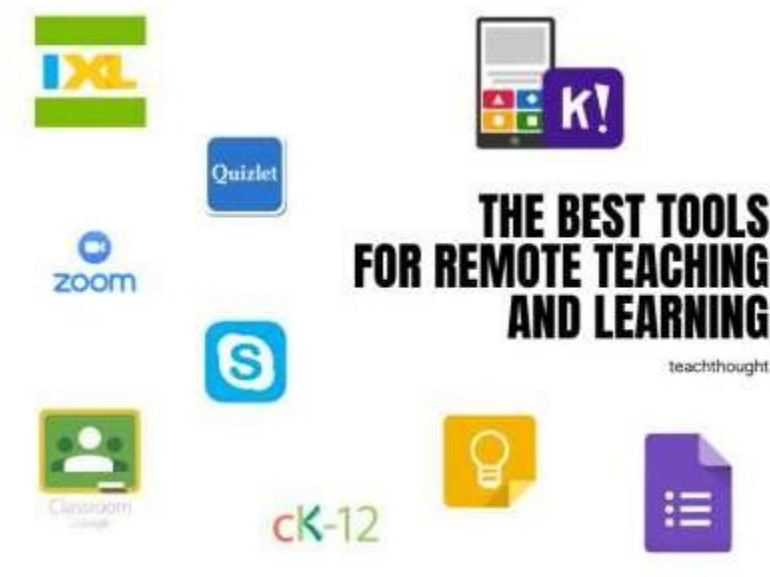 IXL
K!
Quizlet
THE BEST TOOLS
FOR REMOTE TEACHING
AND LEARNING
zoom
teachthought
S
Classroom
cK-12